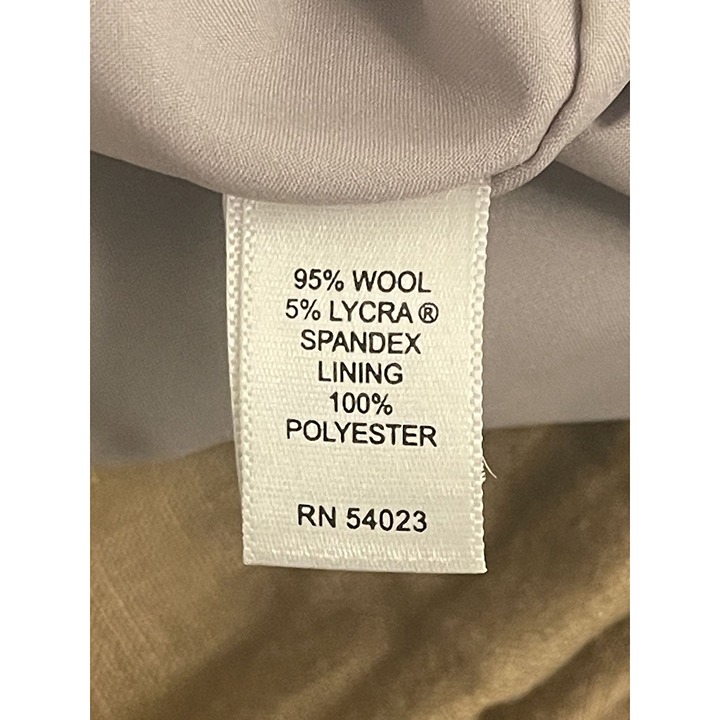 95% WOOL
5% LYCRA ®
SPANDEX
LINING
100%
POLYESTER
RN 54023